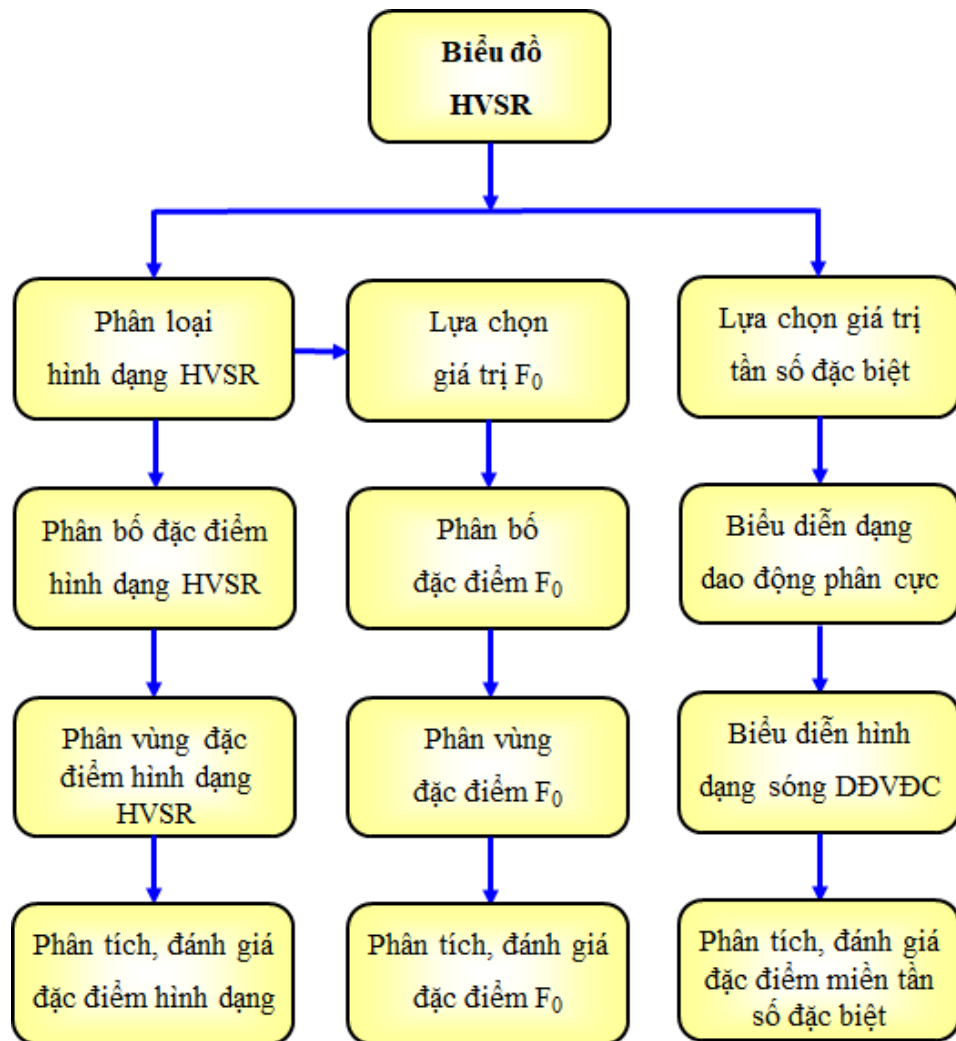 Biểu đồ
HVSR
Phân loại
hình dạng HVSR
Lựa chọn
giá trị F₀
Lựa chọn giá trị
tần số đặc biệt
Phân bố đặc điểm
hình dạng HVSR
Phân bố
đặc điểm F₀
Biểu diễn dạng
dao động phân cực
Phân vùng đặc
điểm hình dạng
HVSR
Phân vùng
đặc điểm F₀
Biểu diễn hình
dạng sóng DĐVĐC
Phân tích, đánh giá
đặc điểm hình dạng
Phân tích, đánh giá
đặc điểm F₀
Phân tích, đánh giá
đặc điểm miền tần
số đặc biệt